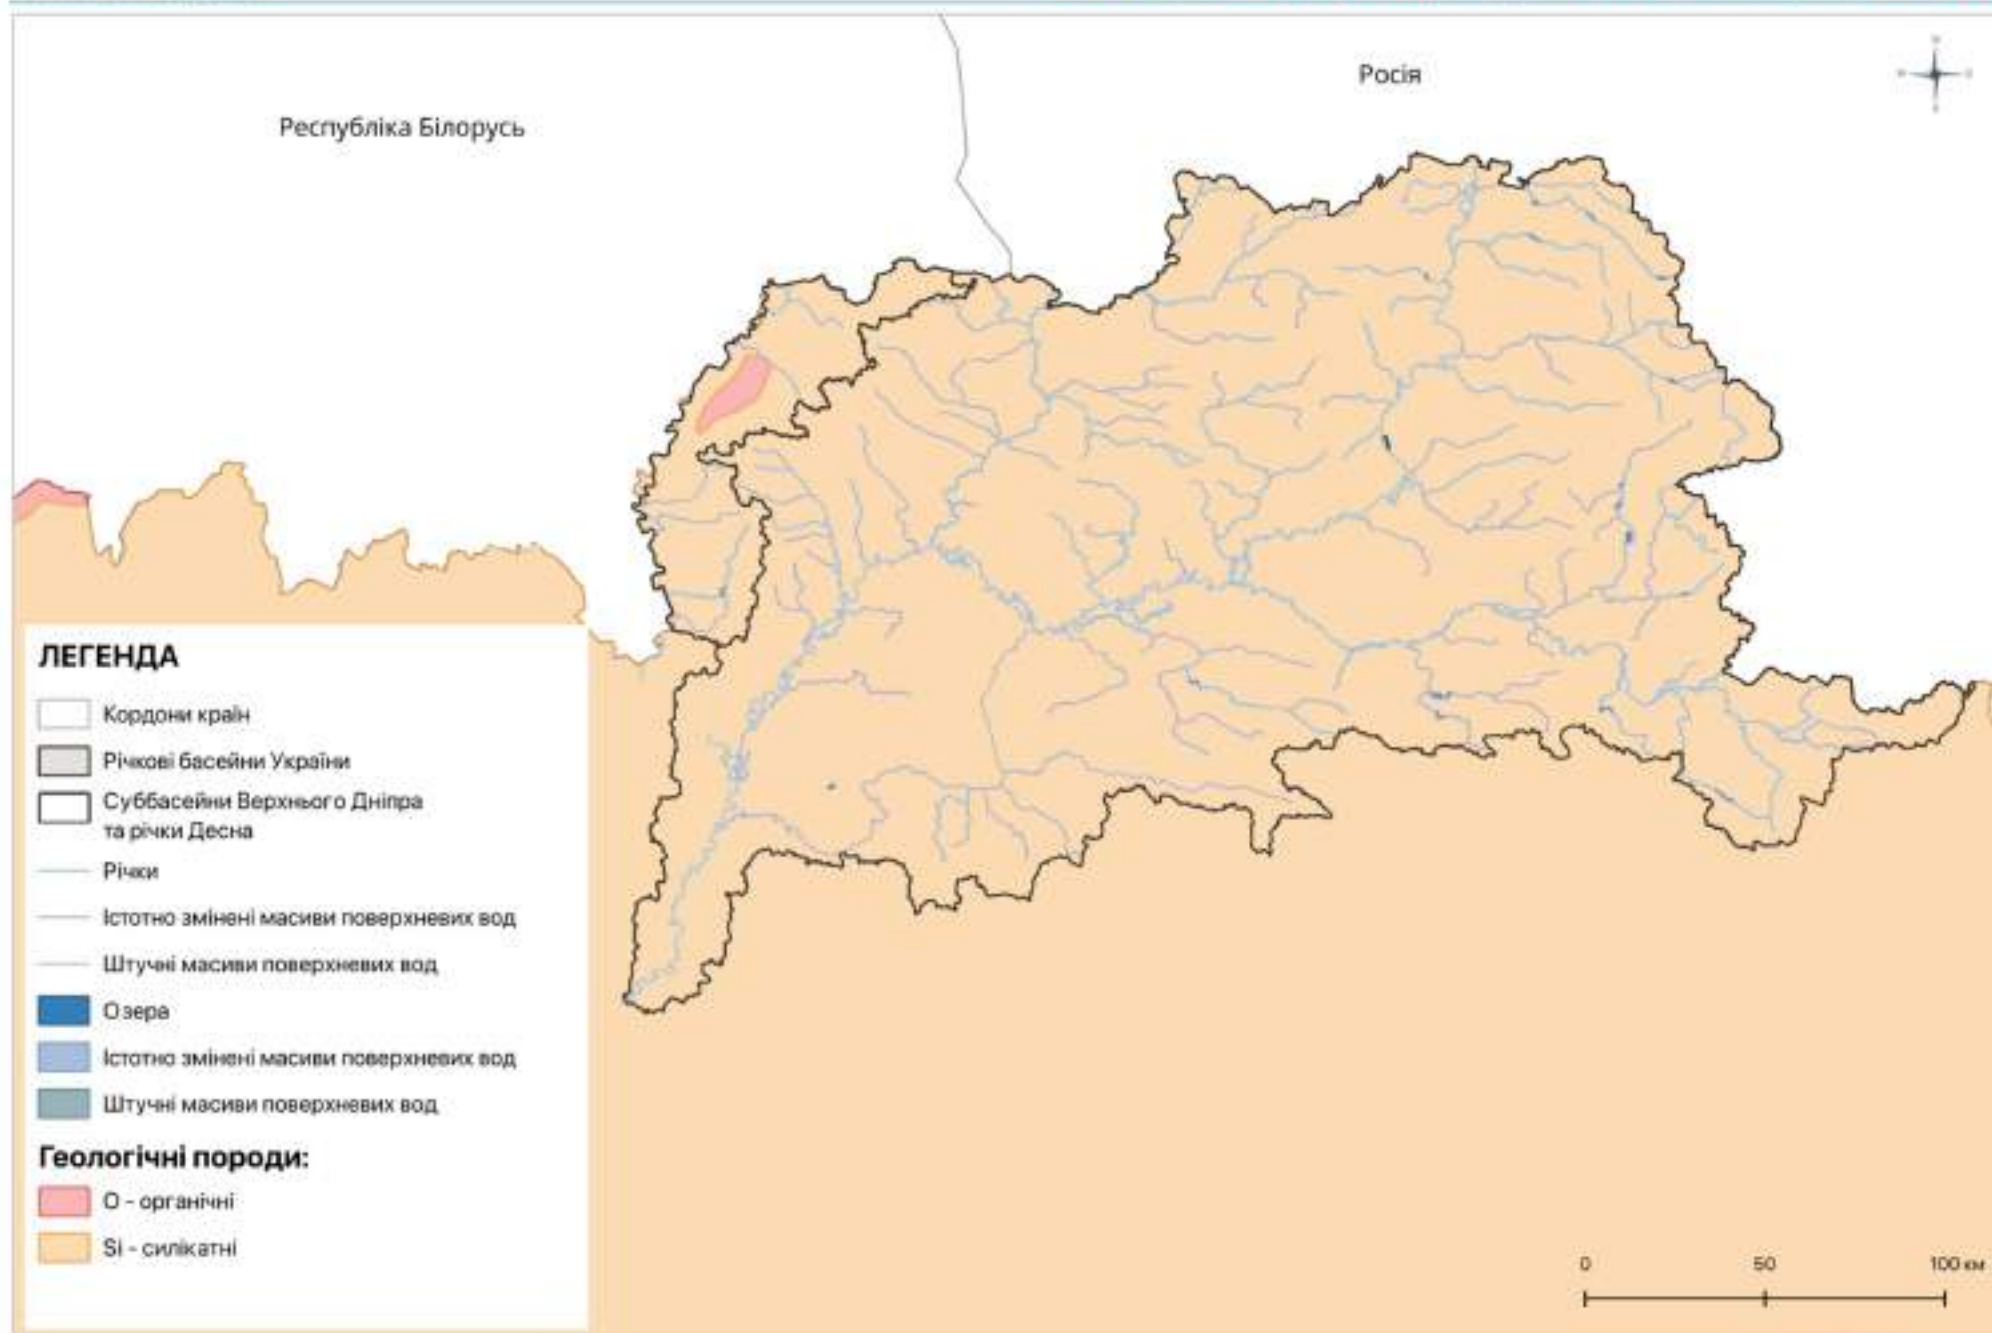 Республіка Білорусь
Росія
ЛЕГЕНДА
Кордони країн
Річкові басейни України
Суббасейни Верхнього Дніпра
та річки Десна
Річки
Істотно змінені масиви поверхневих вод
Штучні масиви поверхневих вод
Озера
Істотно змінені масиви поверхневих вод
Штучні масиви поверхневих вод
Геологічні породи:
О - органічні
Si - силікатні
0 50 100 км